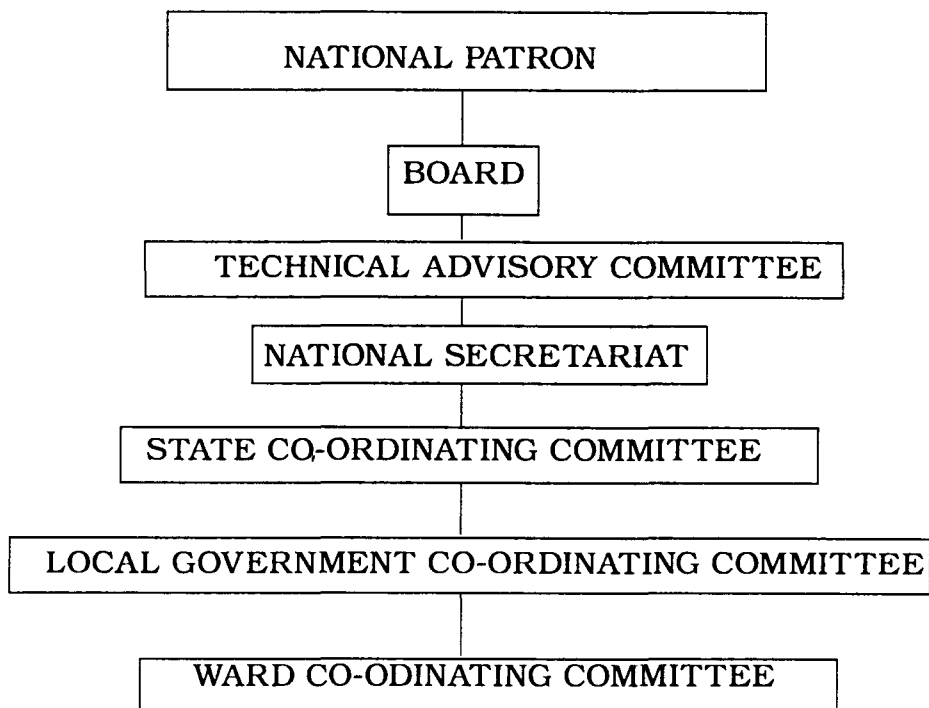 NATIONAL PATRON
BOARD
TECHNICAL ADVISORY COMMITTEE
NATIONAL SECRETARIAT
STATE CO-ORDINATING COMMITTEE
LOCAL GOVERNMENT CO-ORDINATING COMMITTEE
WARD CO-ODINATING COMMITTEE